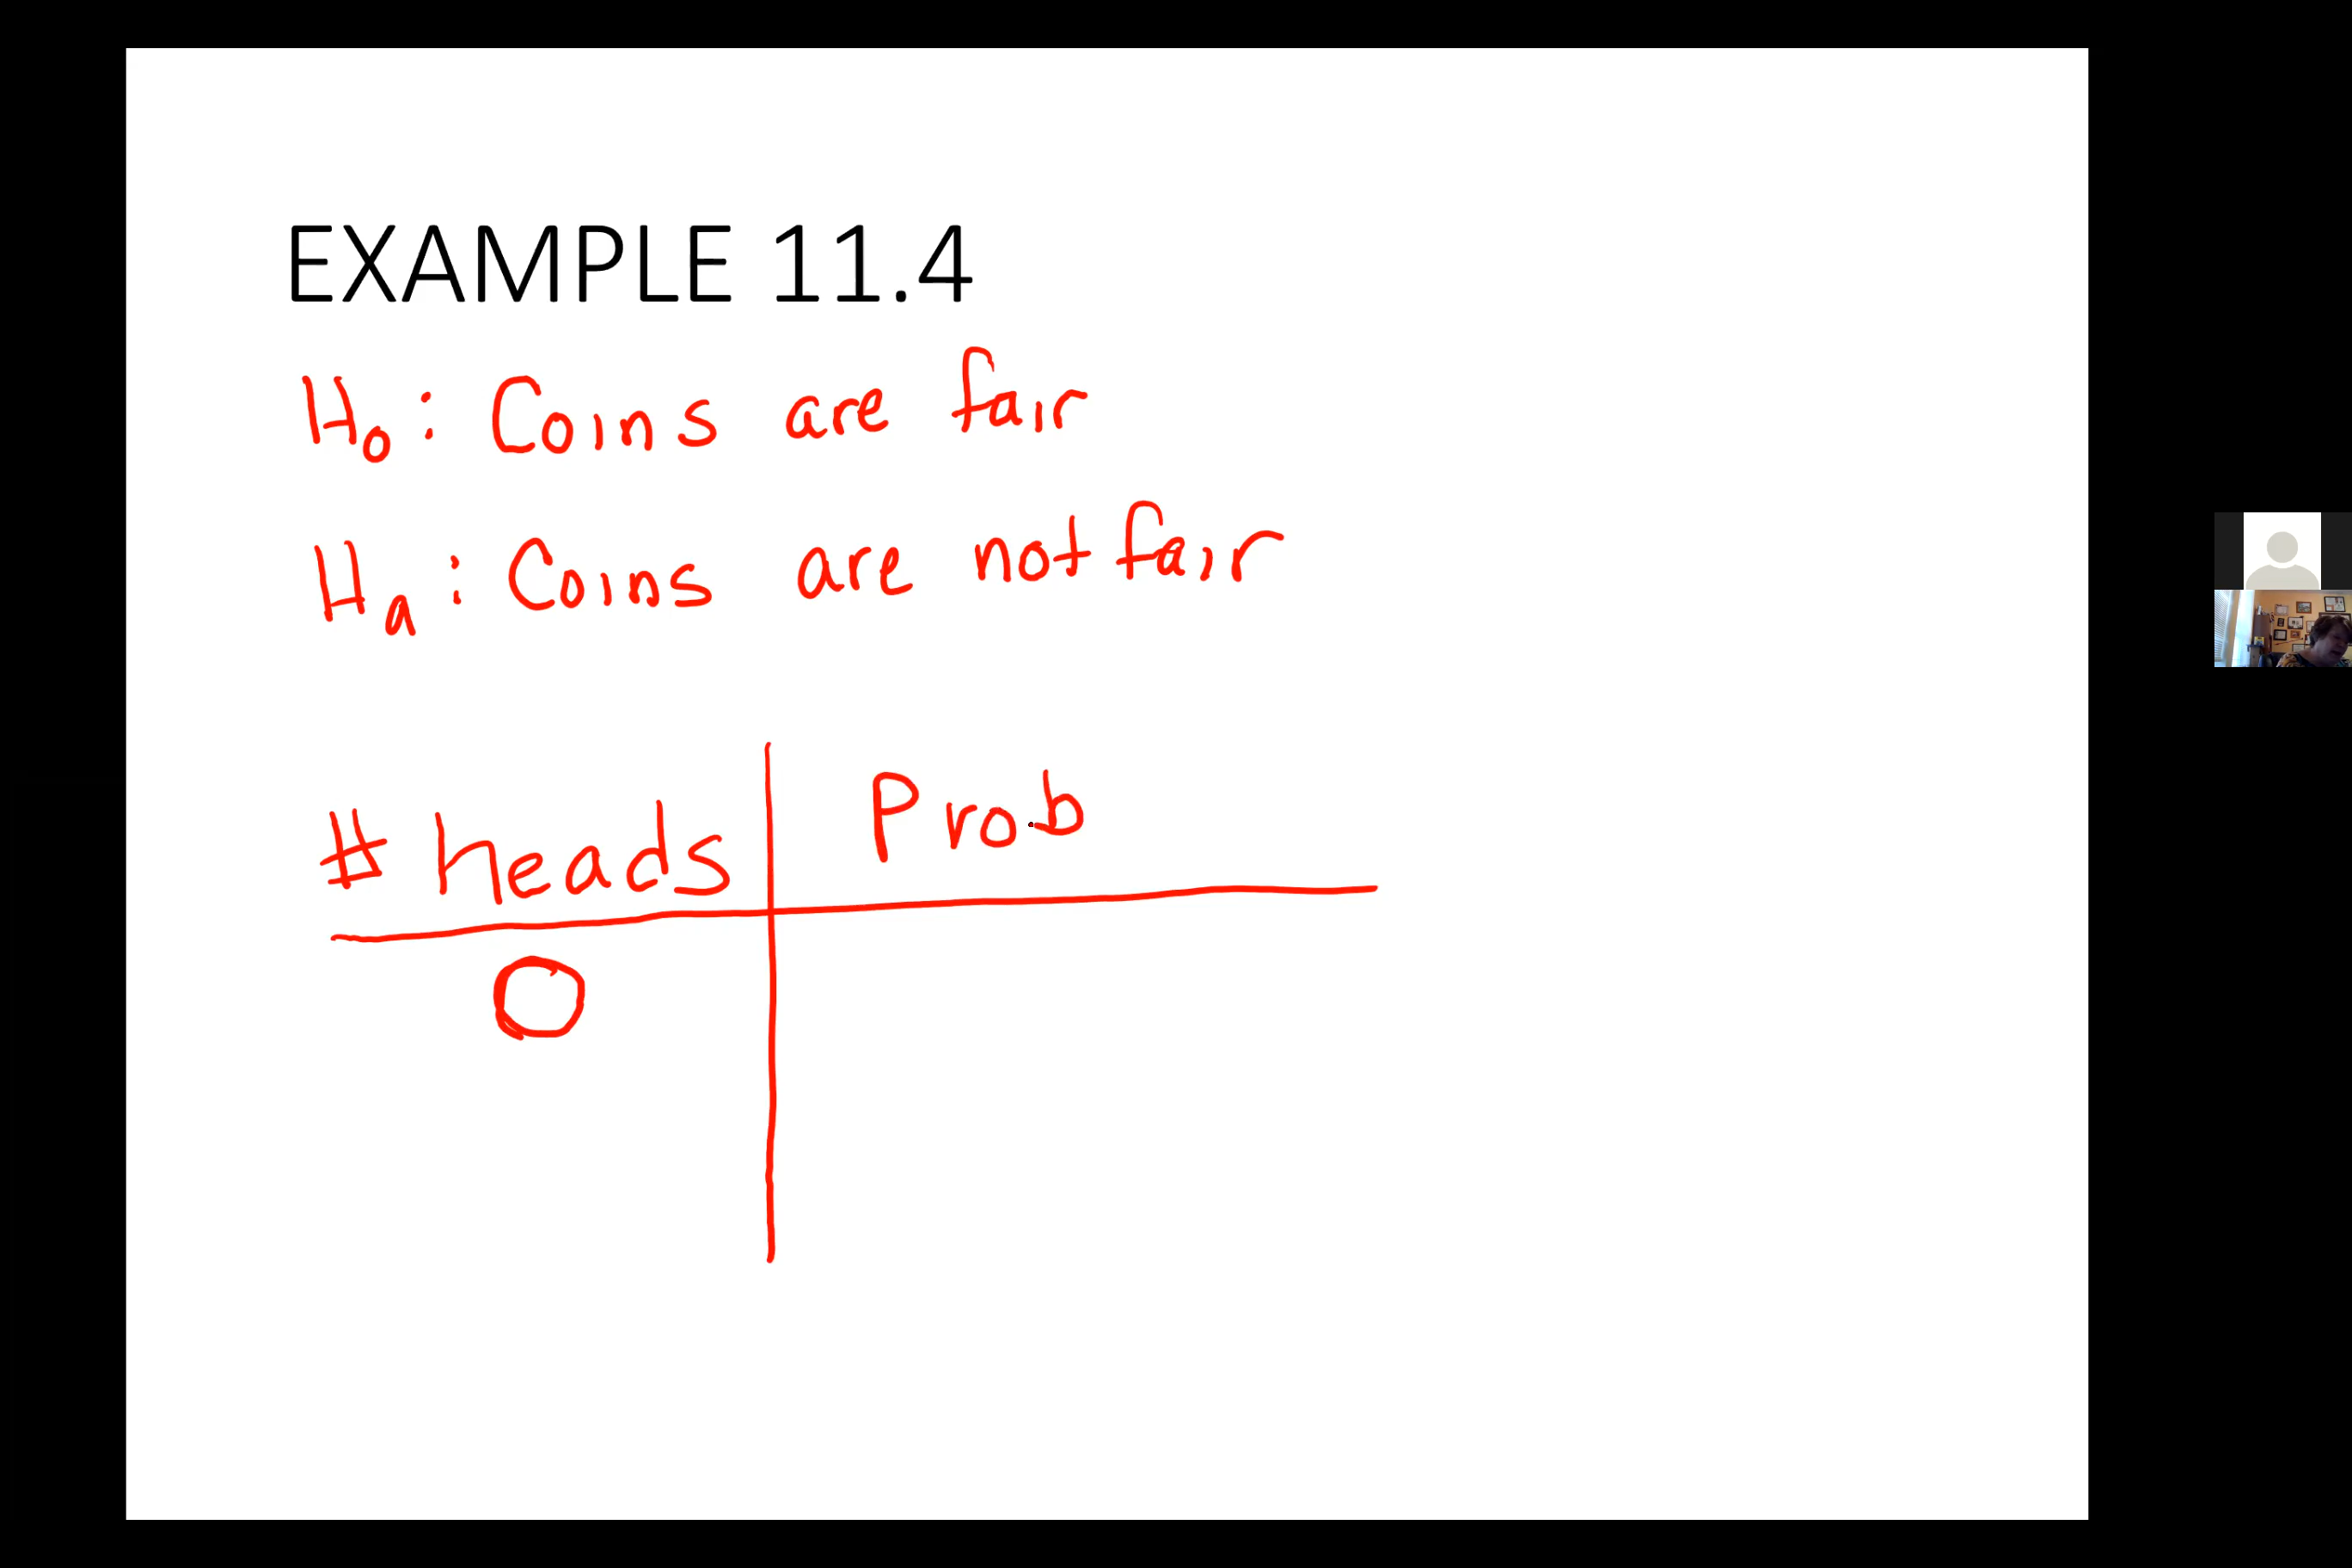 EXAMPLE 11.4
H₀: Coins are fair
Hₐ: Coins are not fair
# heads Prob
0